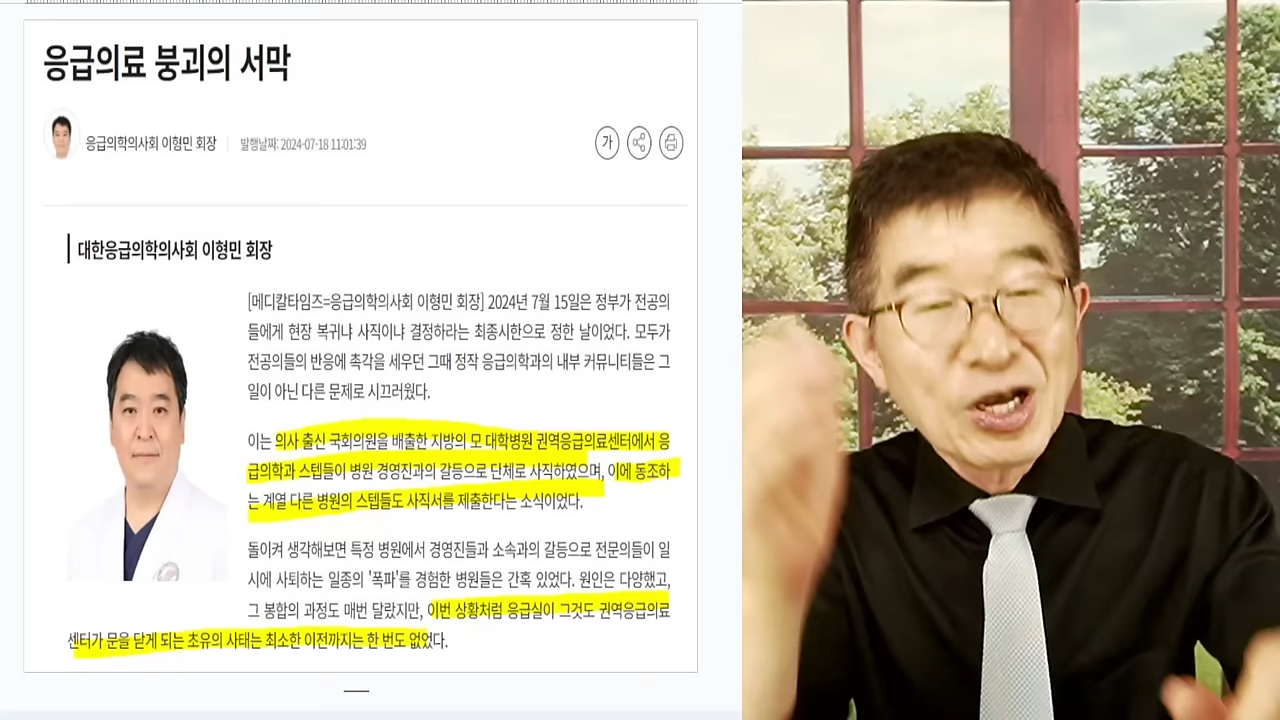 응급의료 붕괴의 서막
응급의학의사회 이형민 회장
발행날짜: 2024-07-18 11:01:39
가
대한응급의학의사회 이형민 회장
[메디칼타임즈=응급의학의사회 이형민 회장] 2024년 7월 15일은 정부가 전공의
들에게 현장 복귀냐 사직이냐 결정하라는 최종시한으로 정한 날이었다. 모두가
전공의들의 반응에 촉각을 세우던 그때 정작 응급의학과의 내부 커뮤니티들은 그
일이 아닌 다른 문제로 시끄러웠다.
이는 의사 출신 국회의원을 배출한 지방의 모 대학병원 권역응급의료센터에서 응
급의학과 스텝들이 병원 경영진과의 갈등으로 단체로 사직하였으며, 이에 동조하
는 계열 다른 병원의 스텝들도 사직서를 제출한다는 소식이었다.
돌이켜 생각해보면 특정 병원에서 경영진들과 소속과의 갈등으로 전문의들이 일
시에 사퇴하는 일종의 '폭파'를 경험한 병원들은 간혹 있었다. 원인은 다양했고,
그 봉합의 과정도 매번 달랐지만, 이번 상황처럼 응급실이 그것도 권역응급의료
센터가 문을 닫게 되는 초유의 사태는 최소한 이전까지는 한 번도 없었다.